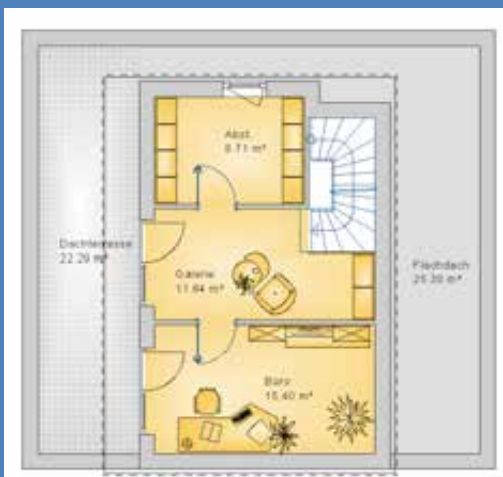 Abst.
8.71 m²
Dachterrasse
22.29 m²
Galerie
11.84 m²
Flachdach
25.39 m²
Büro
15.40 m²